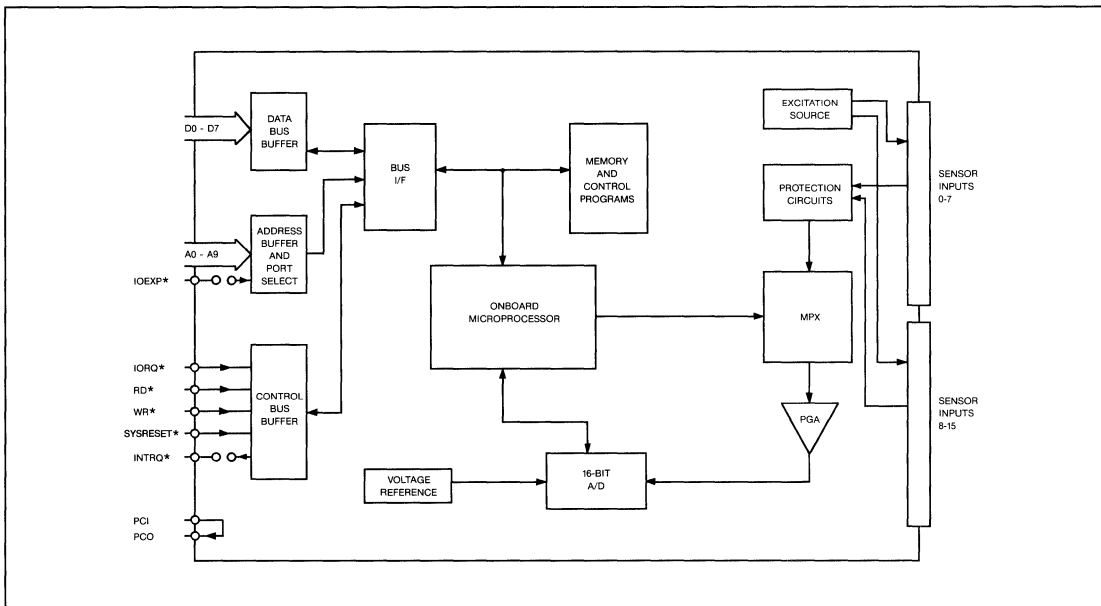 D0 - D7
DATA
BUS
BUFFER
BUS
I/F
MEMORY
AND
CONTROL
PROGRAMS
EXCITATION
SOURCE
PROTECTION
CIRCUITS
SENSOR
INPUTS
0-7
A0 - A9
ADDRESS
BUFFER
AND
PORT
SELECT
IOEXP*
ONBOARD
MICROPROCESSOR
MPX
IORQ*
RD*
WR*
SYSRESET*
INTRQ*
CONTROL
BUS
BUFFER
PGA
SENSOR
INPUTS
8-15
VOLTAGE
REFERENCE
16-BIT
A/D
PCI
PCO